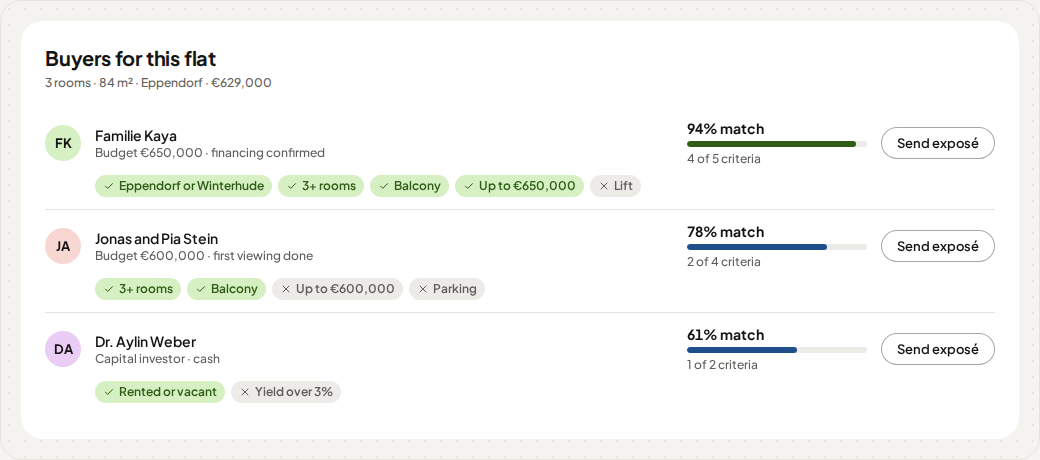 Buyers for this flat
3 rooms · 84 m² · Eppendorf · €629,000
FK
Familie Kaya
Budget €650,000 · financing confirmed
94% match
4 of 5 criteria
Send exposé
Eppendorf or Winterhude
3+ rooms
Balcony
Up to €650,000
Lift
JA
Jonas and Pia Stein
Budget €600,000 · first viewing done
78% match
2 of 4 criteria
Send exposé
3+ rooms
Balcony
Up to €600,000
Parking
DA
Dr. Aylin Weber
Capital investor · cash
61% match
1 of 2 criteria
Send exposé
Rented or vacant
Yield over 3%